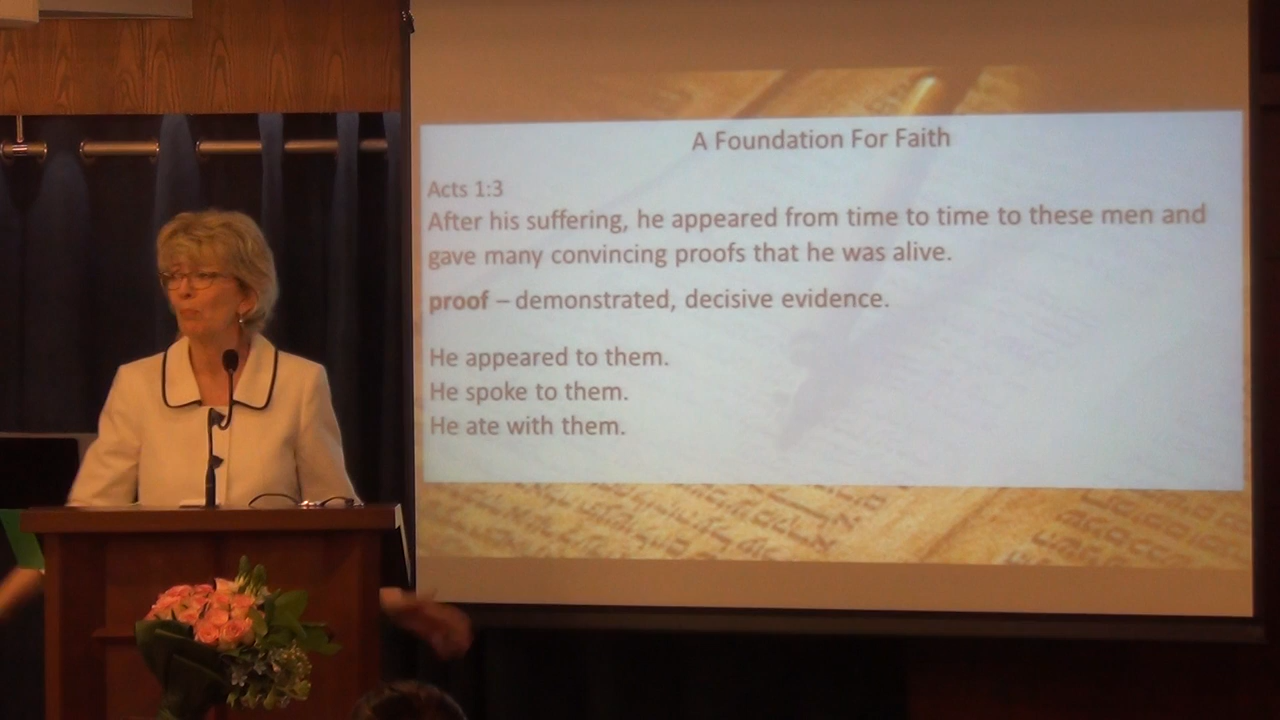 A Foundation For Faith
Acts 1:3
After his suffering, he appeared from time to time to these men and
gave many convincing proofs that he was alive.
proof – demonstrated, decisive evidence.
He appeared to them.
He spoke to them.
He ate with them.